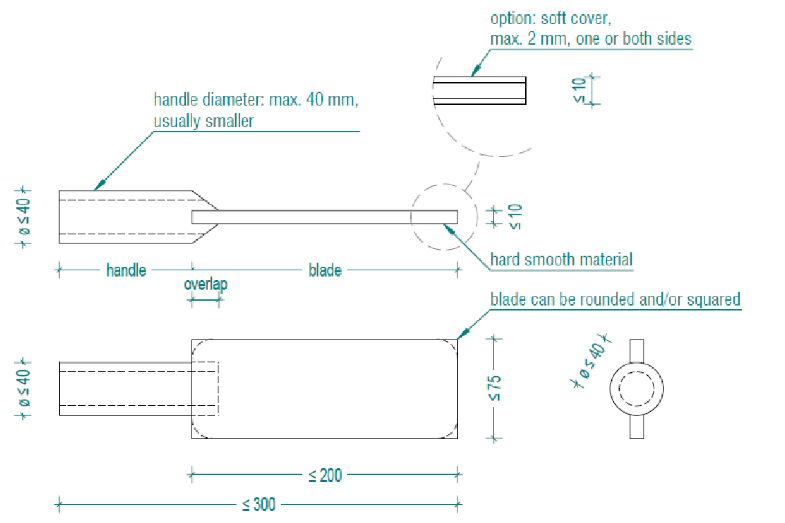 option: soft cover,
max. 2 mm, one or both sides
≤ 10
handle diameter: max. 40 mm,
usually smaller
ø ≤ 40
≤ 10
hard smooth material
handle
blade
overlap
blade can be rounded and/or squared
ø ≤ 40
≤ 75
ø ≤ 40
≤ 200
≤ 300